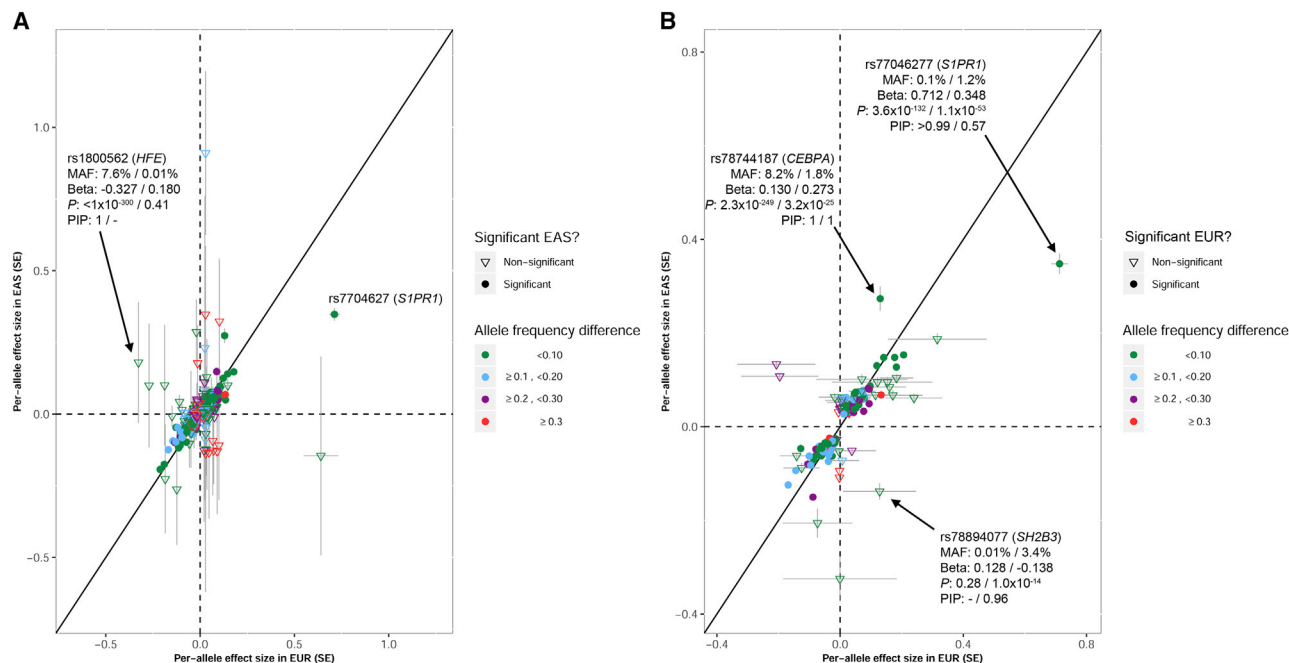 A
1.0
0.5
0.0
−0.5
Per-allele effect size in EAS (SE)
−0.5
0.0
0.5
1.0
Per-allele effect size in EUR (SE)
rs1800562 (HFE)
MAF: 7.6% / 0.01%
Beta: -0.327 / 0.180
P: <1x10-300 / 0.41
PIP: 1 / -
rs7704627 (S1PR1)
Significant EAS?
Non−significant
Significant
Allele frequency difference
<0.10
≥ 0.1 , <0.20
≥ 0.2 , <0.30
≥ 0.3
B
0.8
0.4
0.0
−0.4
Per-allele effect size in EAS (SE)
−0.4
0.0
0.4
0.8
Per-allele effect size in EUR (SE)
rs77046277 (S1PR1)
MAF: 0.1% / 1.2%
Beta: 0.712 / 0.348
P: 3.6x10-132 / 1.1x10-53
PIP: >0.99 / 0.57
rs78744187 (CEBPA)
MAF: 8.2% / 1.8%
Beta: 0.130 / 0.273
P: 2.3x10-249 / 3.2x10-25
PIP: 1 / 1
rs78894077 (SH2B3)
MAF: 0.01% / 3.4%
Beta: 0.128 / -0.138
P: 0.28 / 1.0x10-14
PIP: - / 0.96
Significant EUR?
Non−significant
Significant
Allele frequency difference
<0.10
≥ 0.1 , <0.20
≥ 0.2 , <0.30
≥ 0.3